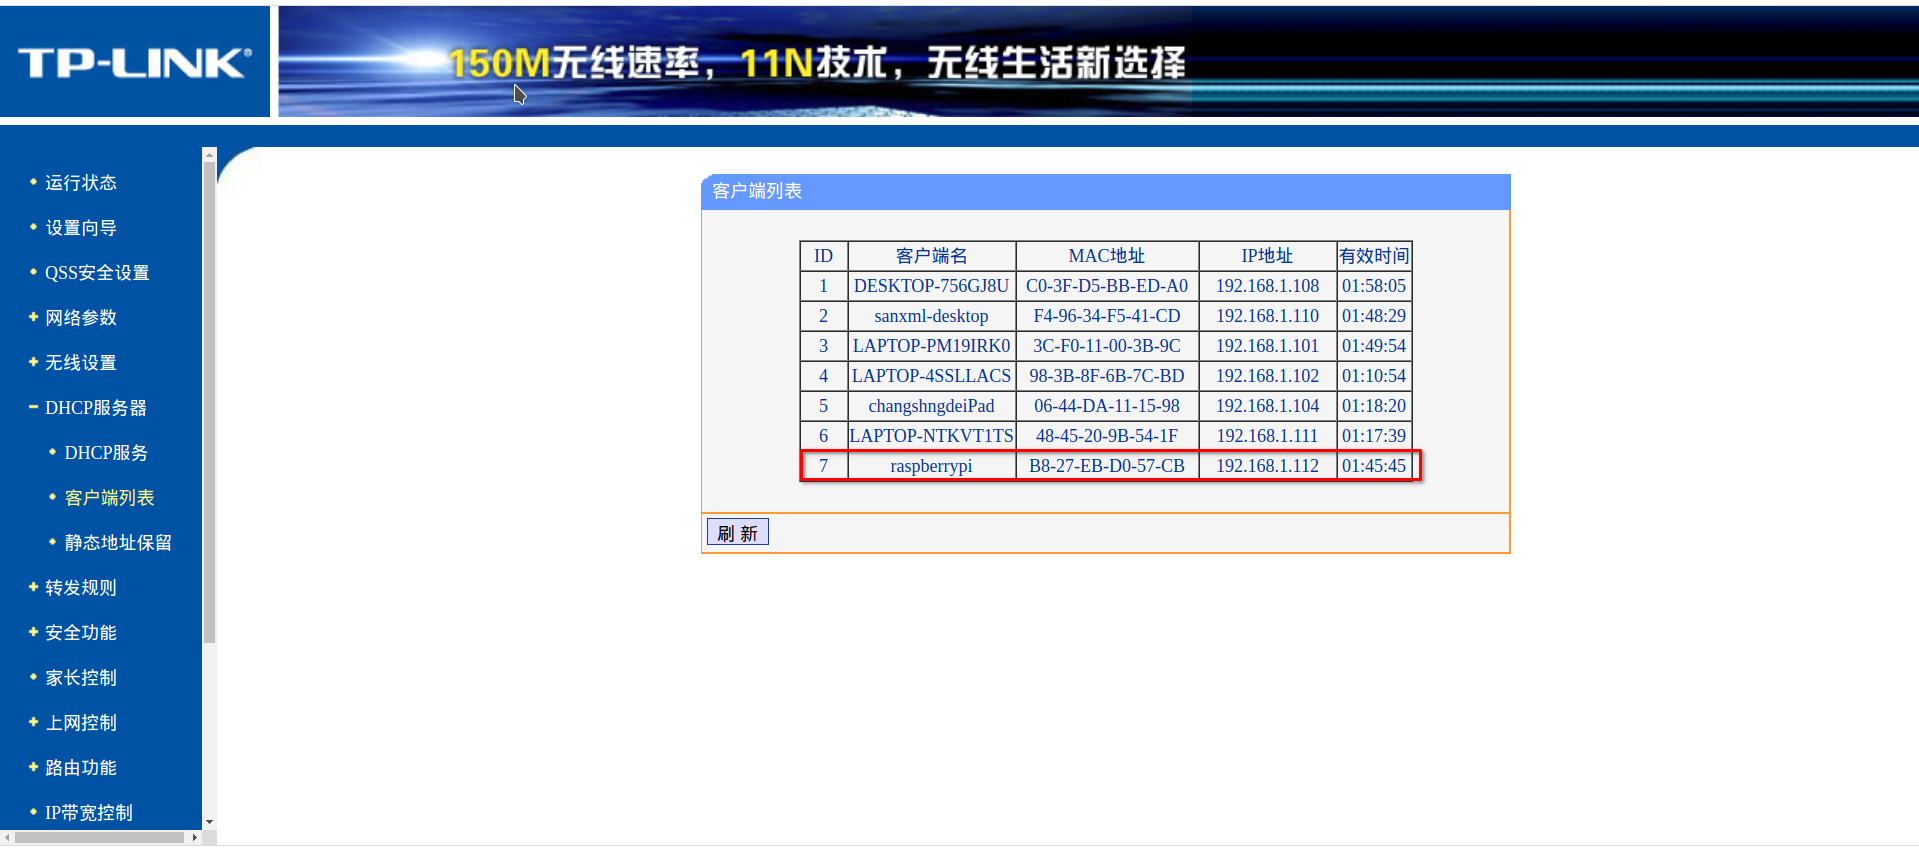 TP-LINK®
150M无线速率，11N技术，无线生活新选择
运行状态
设置向导
QSS安全设置
网络参数
无线设置
DHCP服务器
DHCP服务
客户端列表
静态地址保留
转发规则
安全功能
家长控制
上网控制
路由功能
IP带宽控制
客户端列表
ID 客户端名 MAC地址 IP地址 有效时间
1 DESKTOP-756GJ8U C0-3F-D5-BB-ED-A0 192.168.1.108 01:58:05
2 sanxml-desktop F4-96-34-F5-41-CD 192.168.1.110 01:48:29
3 LAPTOP-PM19IRK0 3C-F0-11-00-3B-9C 192.168.1.101 01:49:54
4 LAPTOP-4SSLLACS 98-3B-8F-6B-7C-BD 192.168.1.102 01:10:54
5 changshngdeiPad 06-44-DA-11-15-98 192.168.1.104 01:18:20
6 LAPTOP-NTKVT1TS 48-45-20-9B-54-1F 192.168.1.111 01:17:39
7 raspberrypi B8-27-EB-D0-57-CB 192.168.1.112 01:45:45
刷 新